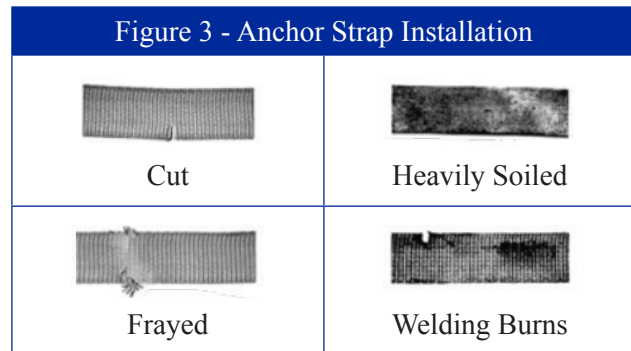 Figure 3 - Anchor Strap Installation
Cut
Heavily Soiled
Frayed
Welding Burns